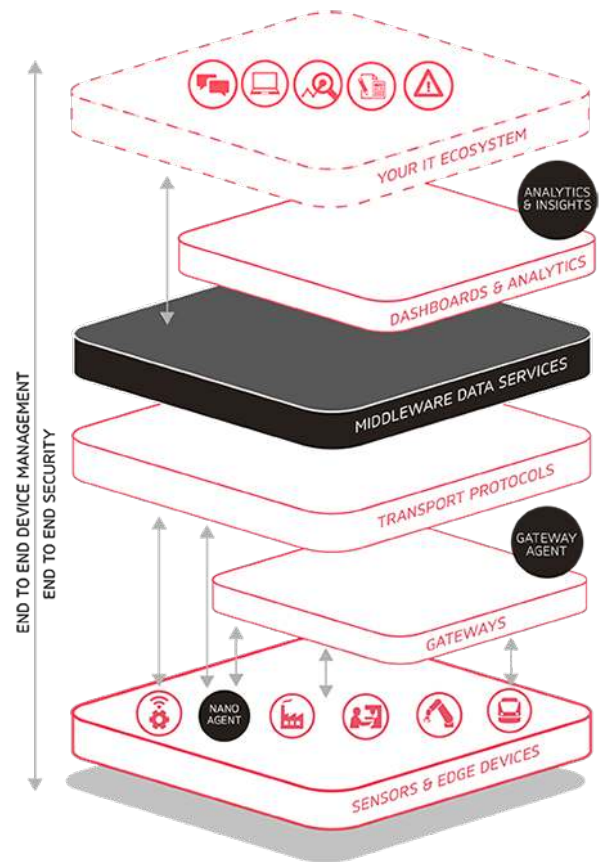 YOUR IT ECOSYSTEM
ANALYTICS
& INSIGHTS
DASHBOARDS & ANALYTICS
MIDDLEWARE DATA SERVICES
TRANSPORT PROTOCOLS
GATEWAY
AGENT
GATEWAYS
NANO
AGENT
SENSORS & EDGE DEVICES
END TO END DEVICE MANAGEMENT
END TO END SECURITY